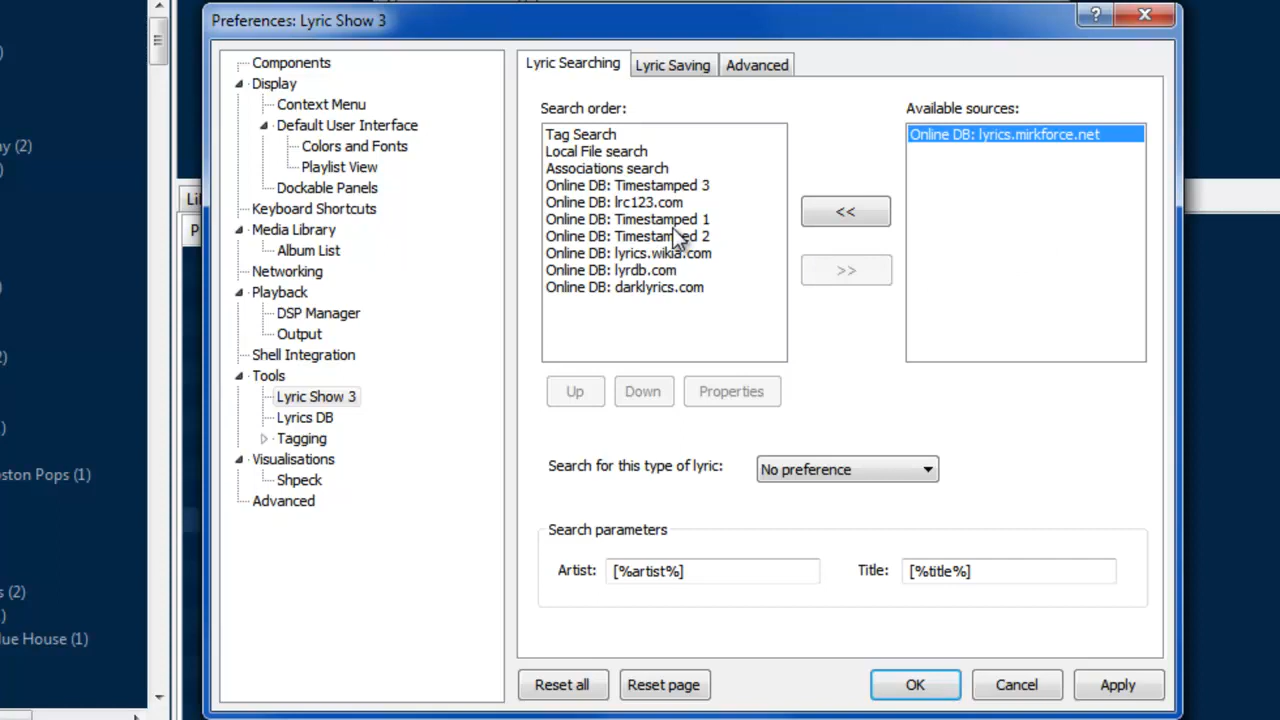 Preferences: Lyric Show 3
?
Components
Display
Context Menu
Default User Interface
Colors and Fonts
Playlist View
Dockable Panels
Keyboard Shortcuts
Media Library
Album List
Networking
Playback
DSP Manager
Output
Shell Integration
Tools
Lyric Show 3
Lyrics DB
Tagging
Visualisations
Shpeck
Advanced
Lyric Searching
Lyric Saving
Advanced
Search order:
Tag Search
Local File search
Associations search
Online DB: Timestamped 3
Online DB: lrc123.com
Online DB: Timestamped 1
Online DB: Timestamped 2
Online DB: lyrics.wikia.com
Online DB: lyrdb.com
Online DB: darklyrics.com
<<
>>
Available sources:
Online DB: lyrics.mirkforce.net
Up
Down
Properties
Search for this type of lyric:
No preference
Search parameters
Artist:
[%artist%]
Title:
[%title%]
Reset all
Reset page
OK
Cancel
Apply
(2)
oston Pops (1)
(2)
lue House (1)